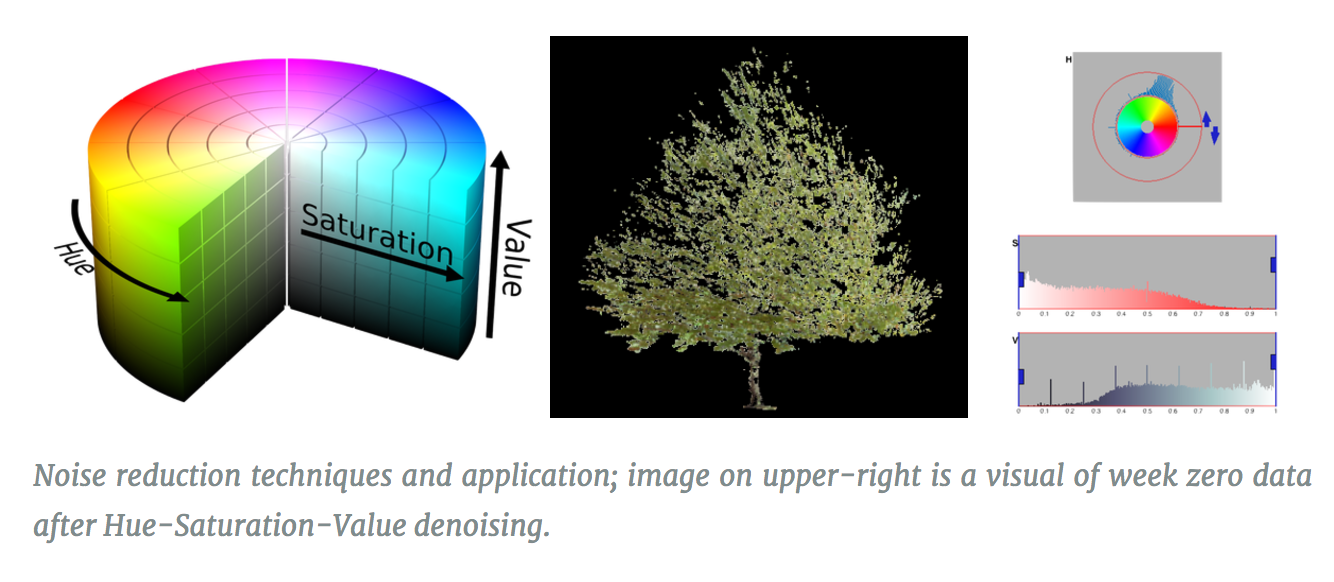 Hue
Saturation
Value
H
S
0 0.1 0.2 0.3 0.4 0.5 0.6 0.7 0.8 0.9 1
V
0 0.1 0.2 0.3 0.4 0.5 0.6 0.7 0.8 0.9 1
Noise reduction techniques and application; image on upper-right is a visual of week zero data
after Hue-Saturation-Value denoising.